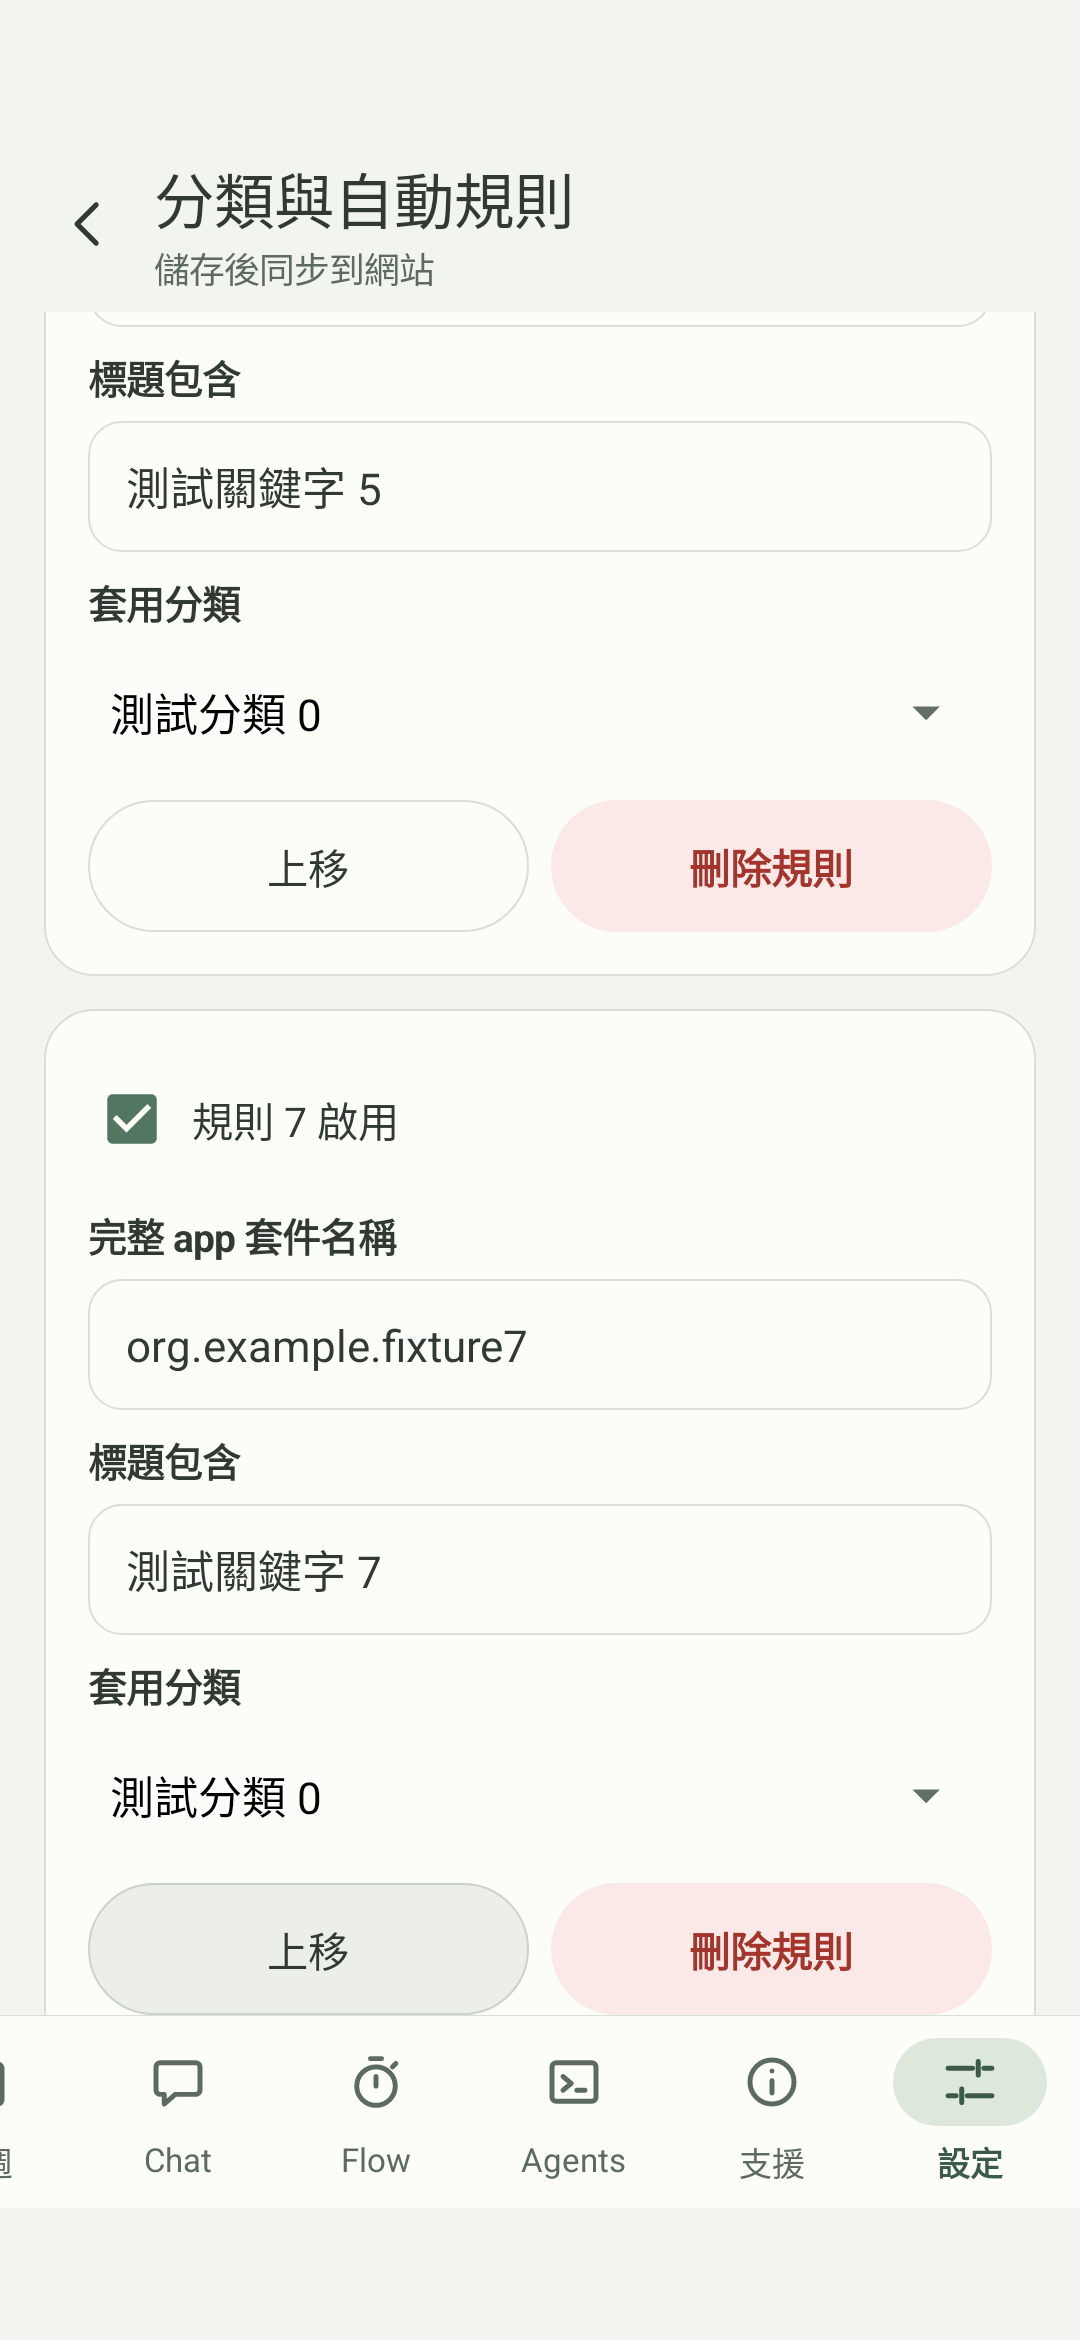 分類與自動規則
儲存後同步到網站
標題包含
測試關鍵字 5
套用分類
測試分類 0
上移
刪除規則
規則 7 啟用
完整 app 套件名稱
org.example.fixture7
標題包含
測試關鍵字 7
套用分類
測試分類 0
上移
刪除規則
Chat
Flow
Agents
支援
設定